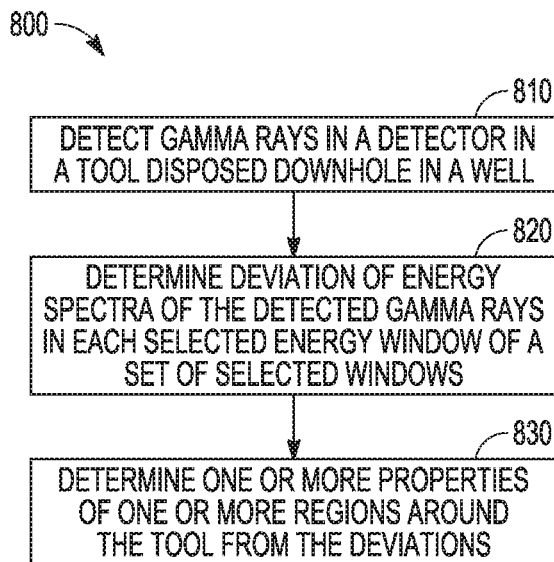 800
810
DETECT GAMMA RAYS IN A DETECTOR IN
A TOOL DISPOSED DOWNHOLE IN A WELL
820
DETERMINE DEVIATION OF ENERGY
SPECTRA OF THE DETECTED GAMMA RAYS
IN EACH SELECTED ENERGY WINDOW OF A
SET OF SELECTED WINDOWS
830
DETERMINE ONE OR MORE PROPERTIES
OF ONE OR MORE REGIONS AROUND
THE TOOL FROM THE DEVIATIONS